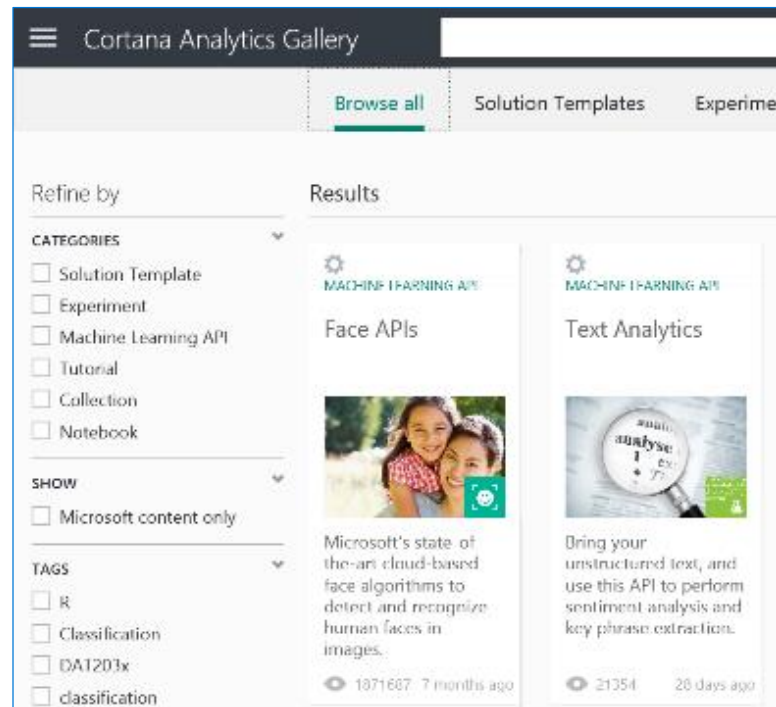 Cortana Analytics Gallery
Browse all Solution Templates Experime
Refine by
CATEGORIES
Solution Template
Experiment
Machine Learning API
Tutorial
Collection
Notebook
SHOW
Microsoft content only
TAGS
R
Classification
DAT203x
classification
Results
MACHINE LEARNING API
Face APIs
Microsoft's state-of-
the-art cloud-based
face algorithms to
detect and recognize
human faces in
images.
1871687 7 months ago
MACHINE LEARNING API
Text Analytics
analyse
Bring your
unstructured text, and
use this API to perform
sentiment analysis and
key phrase extraction.
21354 28 days ago